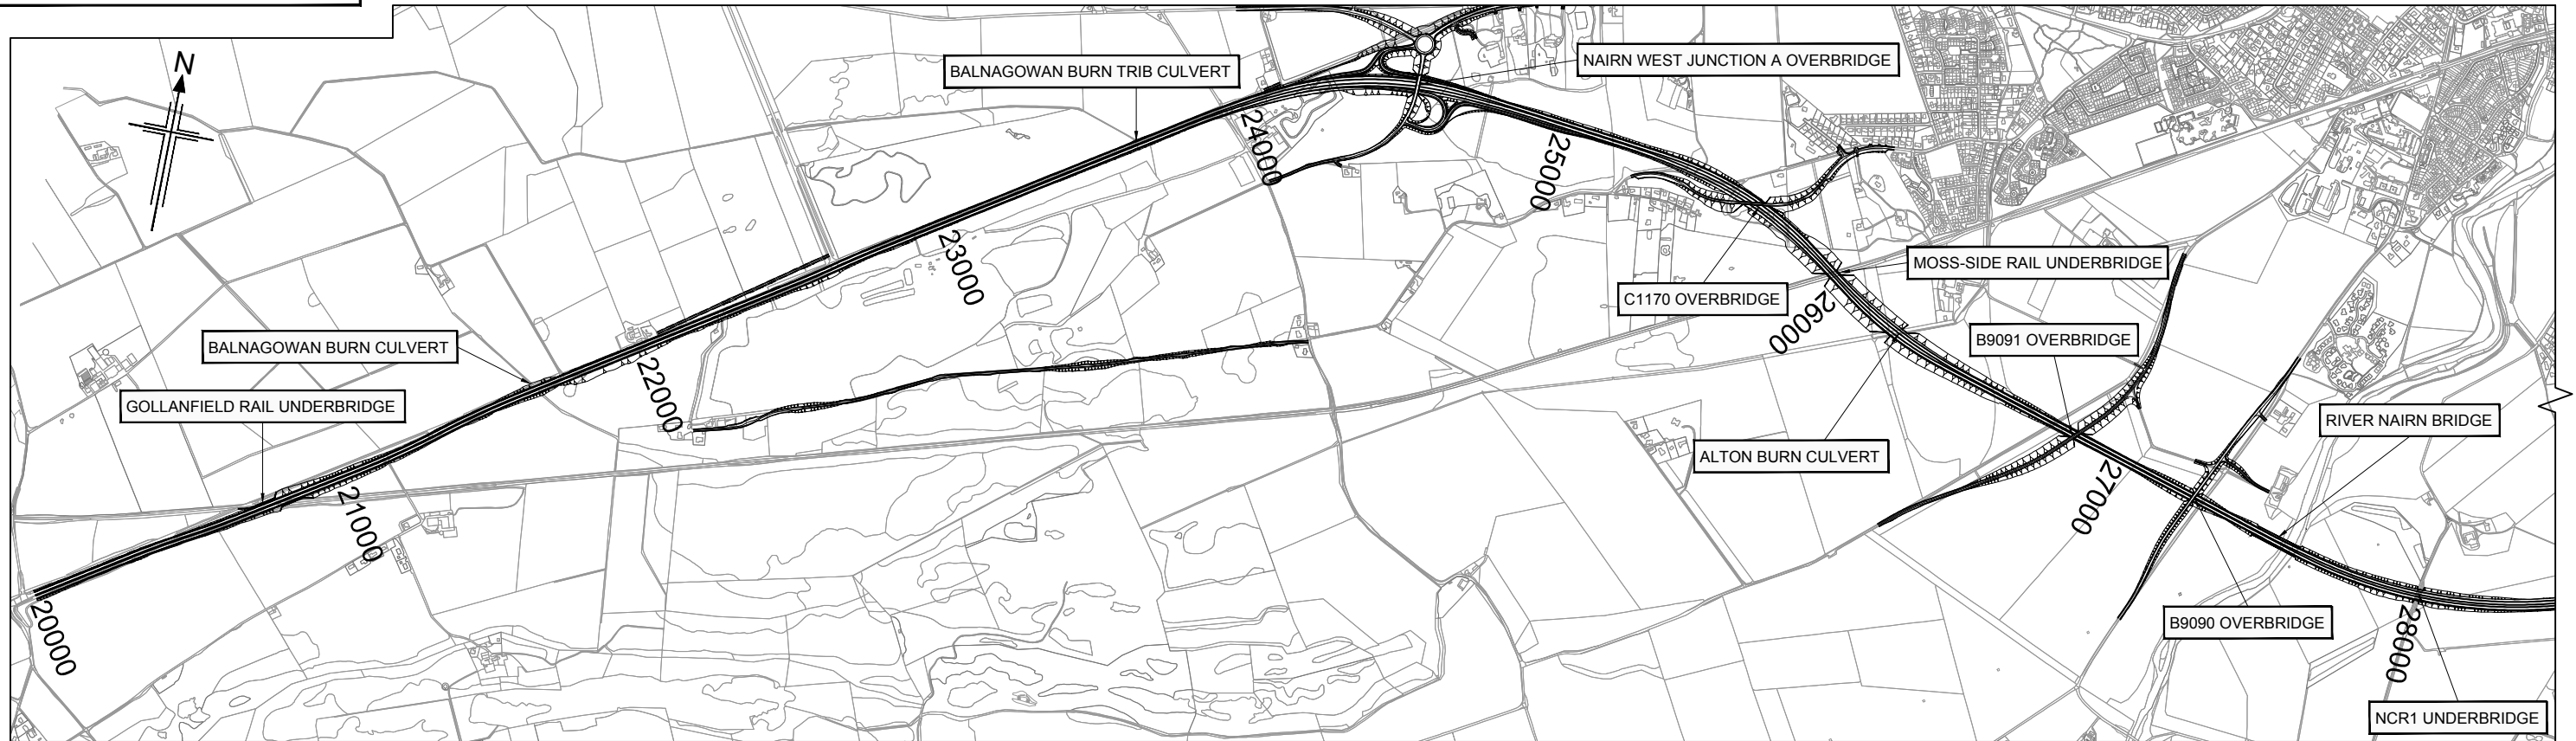 N
BALNAGOWAN BURN TRIB CULVERT
NAIRN WEST JUNCTION A OVERBRIDGE
24000
25000
23000
MOSS-SIDE RAIL UNDERBRIDGE
C1170 OVERBRIDGE
26000
BALNAGOWAN BURN CULVERT
B9091 OVERBRIDGE
22000
GOLLANFIELD RAIL UNDERBRIDGE
RIVER NAIRN BRIDGE
ALTON BURN CULVERT
21000
27000
20000
B9090 OVERBRIDGE
28000
NCR1 UNDERBRIDGE